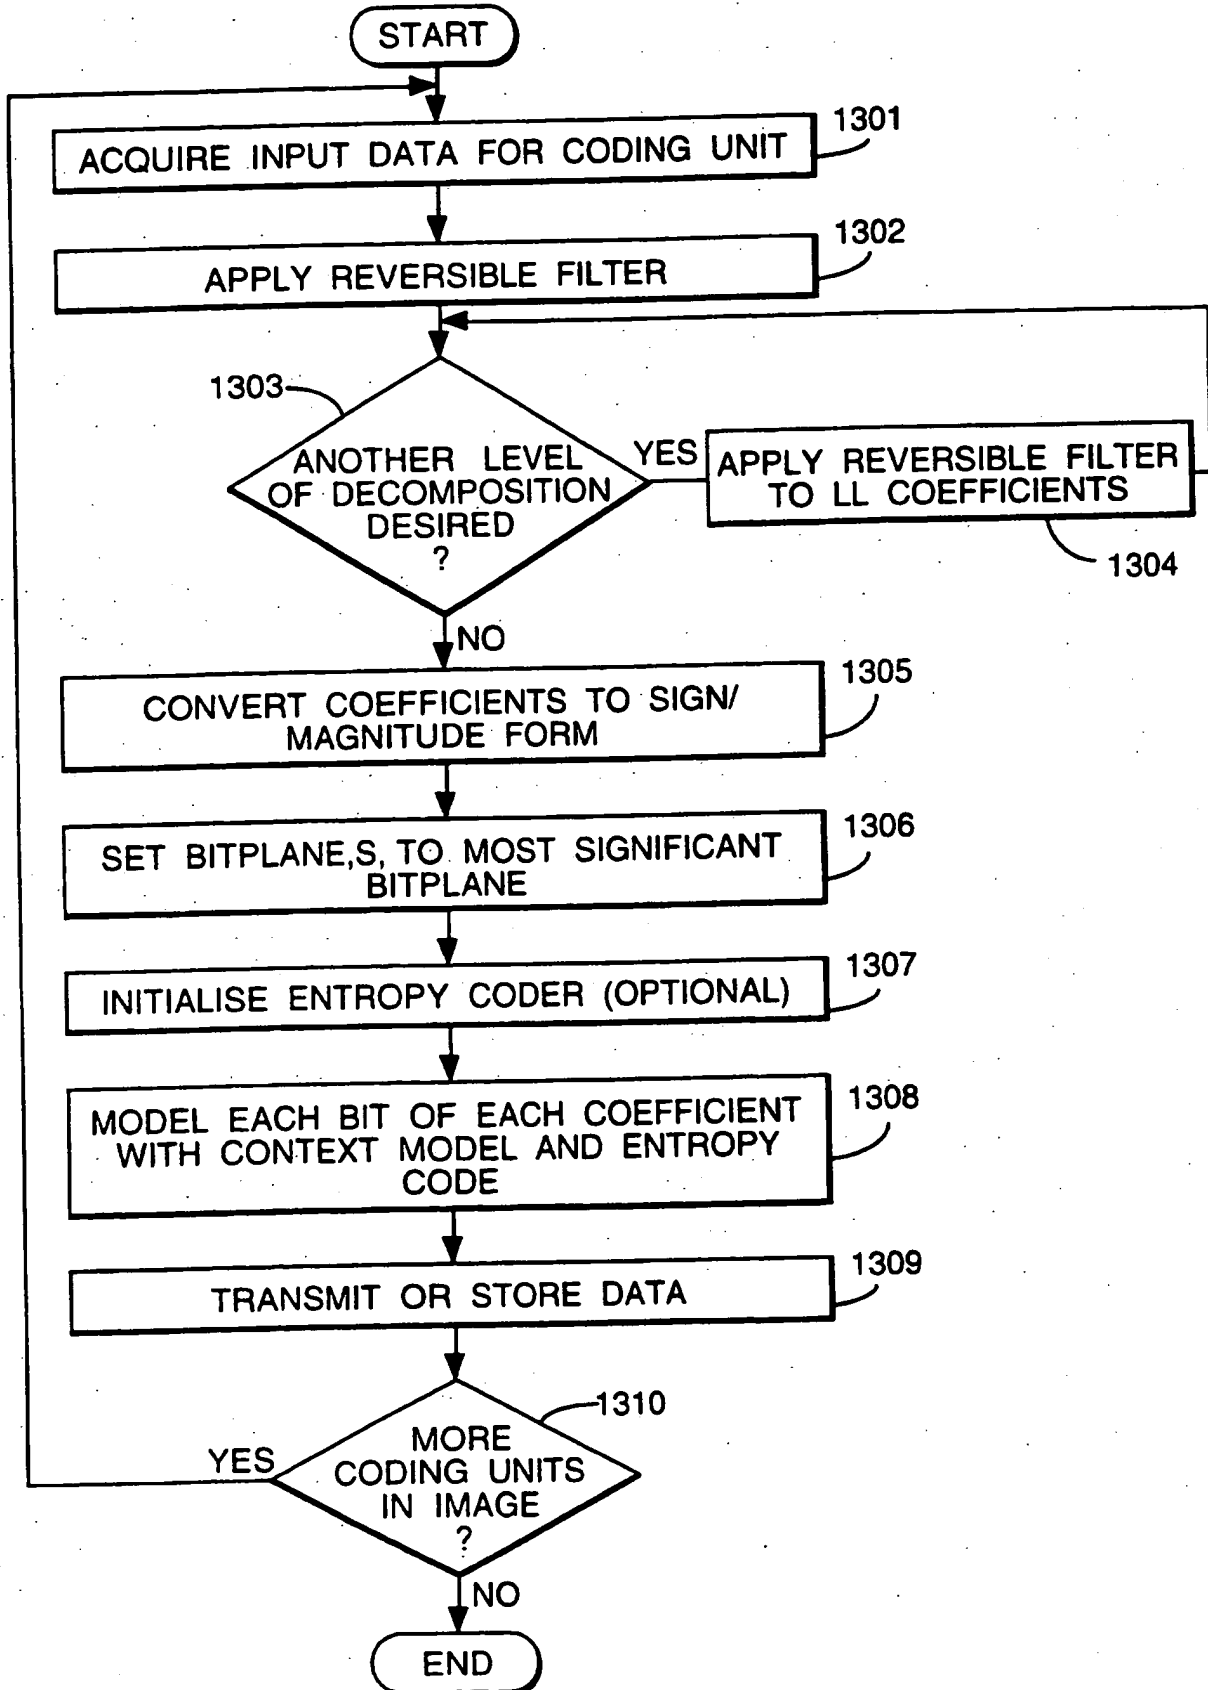 START
1301
ACQUIRE INPUT DATA FOR CODING UNIT
1302
APPLY REVERSIBLE FILTER
1303
ANOTHER LEVEL
OF DECOMPOSITION
DESIRED
?
YES
APPLY REVERSIBLE FILTER
TO LL COEFFICIENTS
1304
NO
1305
CONVERT COEFFICIENTS TO SIGN/
MAGNITUDE FORM
1306
SET BITPLANE,S, TO MOST SIGNIFICANT
BITPLANE
1307
INITIALISE ENTROPY CODER (OPTIONAL)
1308
MODEL EACH BIT OF EACH COEFFICIENT
WITH CONTEXT MODEL AND ENTROPY
CODE
1309
TRANSMIT OR STORE DATA
1310
YES
MORE
CODING UNITS
IN IMAGE
?
NO
END